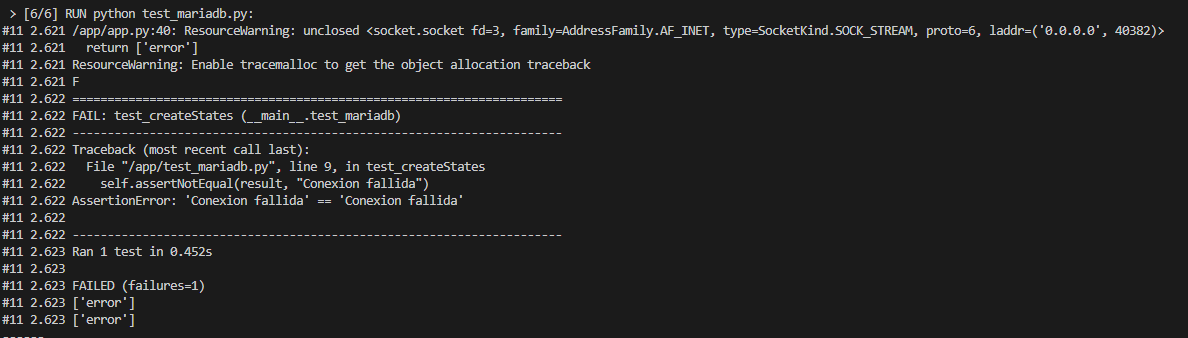 > [6/6] RUN python test_mariadb.py:
#11 2.621 /app/app.py:40: ResourceWarning: unclosed <socket.socket fd=3, family=AddressFamily.AF_INET, type=SocketKind.SOCK_STREAM, proto=6, laddr=('0.0.0.0', 40382)>
#11 2.621   return ['error']
#11 2.621 ResourceWarning: Enable tracemalloc to get the object allocation traceback
#11 2.621 F
#11 2.622 ======================================================================
#11 2.622 FAIL: test_createStates (__main__.test_mariadb)
#11 2.622 ----------------------------------------------------------------------
#11 2.622 Traceback (most recent call last):
#11 2.622   File "/app/test_mariadb.py", line 9, in test_createStates
#11 2.622     self.assertNotEqual(result, "Conexion fallida")
#11 2.622 AssertionError: 'Conexion fallida' == 'Conexion fallida'
#11 2.622
#11 2.622 ----------------------------------------------------------------------
#11 2.623 Ran 1 test in 0.452s
#11 2.623
#11 2.623 FAILED (failures=1)
#11 2.623 ['error']
#11 2.623 ['error']
------